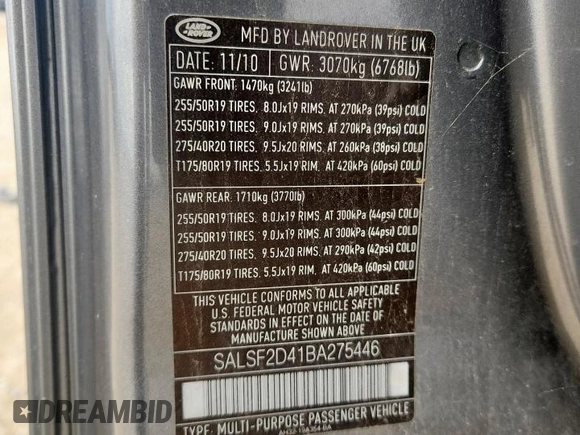 LAND
ROVER
MFD BY LANDROVER IN THE UK
DATE: 11/10 GWR: 3070kg (6768lb)
GAWR FRONT: 1470kg (3241lb)
255/50R19 TIRES, 8.0Jx19 RIMS, AT 270kPa (39psi) COLD
255/50R19 TIRES, 9.0Jx19 RIMS, AT 270kPa (39psi) COLD
275/40R20 TIRES, 9.5Jx20 RIMS, AT 260kPa (38psi) COLD
T175/80R19 TIRES, 5.5Jx19 RIM, AT 420kPa (60psi) COLD
GAWR REAR: 1710kg (3770lb)
255/50R19 TIRES, 8.0Jx19 RIMS, AT 300kPa (44psi) COLD
255/50R19 TIRES, 9.0Jx19 RIMS, AT 300kPa (44psi) COLD
275/40R20 TIRES, 9.5Jx20 RIMS, AT 290kPa (42psi) COLD
T175/80R19 TIRES, 5.5Jx19 RIM, AT 420kPa (60psi) COLD
THIS VEHICLE CONFORMS TO ALL APPLICABLE
U.S. FEDERAL MOTOR VEHICLE SAFETY
STANDARDS IN EFFECT ON THE DATE OF
MANUFACTURE SHOWN ABOVE.
SALSF2D41BA275446
TYPE: MULTI-PURPOSE PASSENGER VEHICLE
DREAMBID